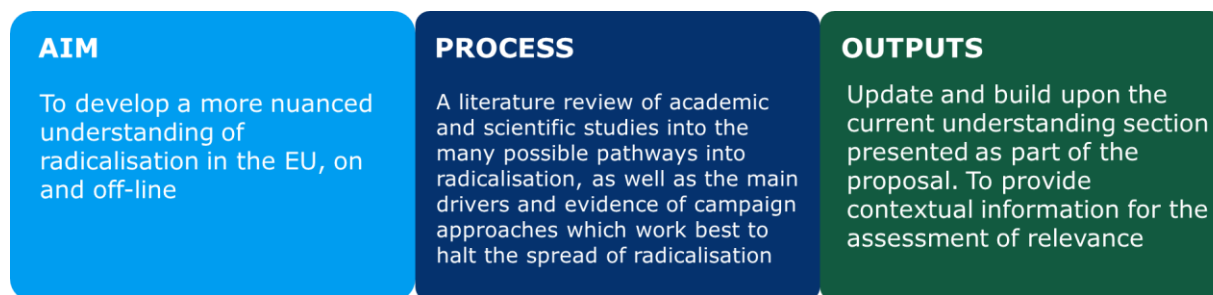 AIM
To develop a more nuanced
understanding of
radicalisation in the EU, on
and off-line
PROCESS
A literature review of academic
and scientific studies into the
many possible pathways into
radicalisation, as well as the main
drivers and evidence of campaign
approaches which work best to
halt the spread of radicalisation
OUTPUTS
Update and build upon the
current understanding section
presented as part of the
proposal. To provide
contextual information for the
assessment of relevance